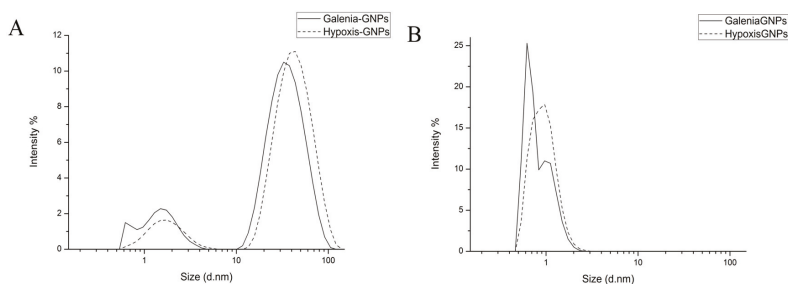 A
Galenia-GNPs
Hypoxis-GNPs
12
10
8
6
4
2
0
Intensity %
1
10
100
Size (d.nm)
B
GaleniaGNPs
HypoxisGNPs
25
20
15
10
5
0
Intensity %
1
10
100
Size (d.nm)